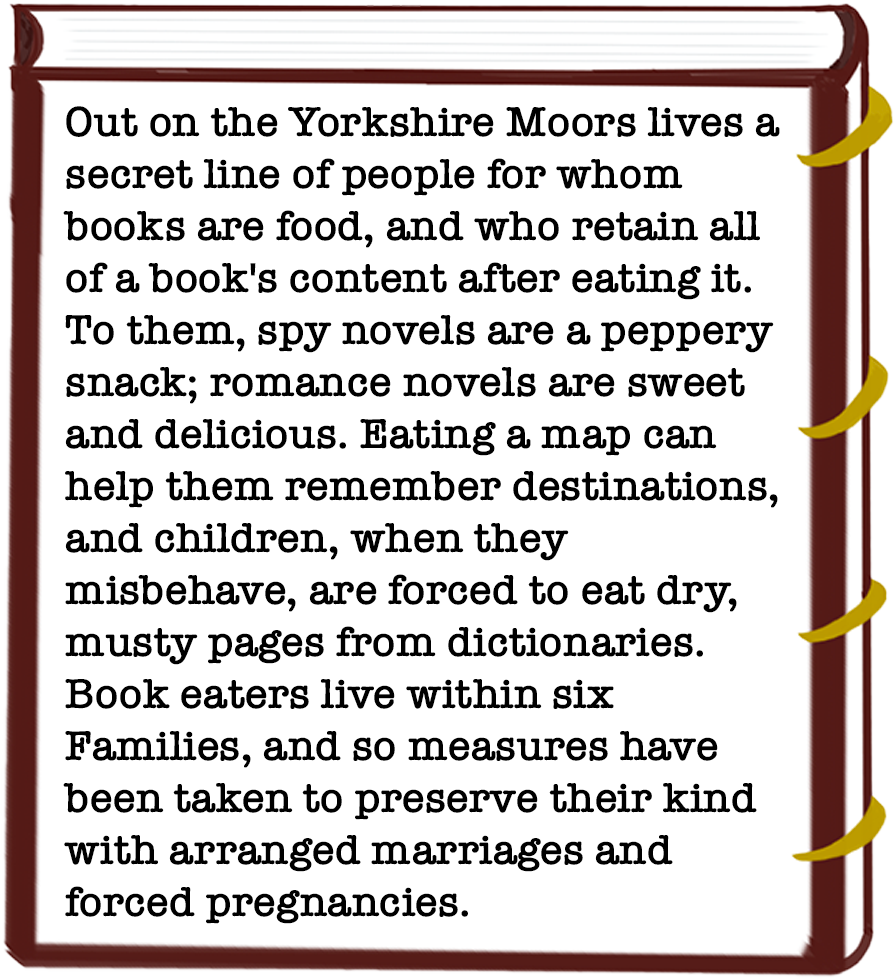 Out on the Yorkshire Moors lives a
secret line of people for whom
books are food, and who retain all
of a book's content after eating it.
To them, spy novels are a peppery
snack; romance novels are sweet
and delicious. Eating a map can
help them remember destinations,
and children, when they
misbehave, are forced to eat dry,
musty pages from dictionaries.
Book eaters live within six
Families, and so measures have
been taken to preserve their kind
with arranged marriages and
forced pregnancies.